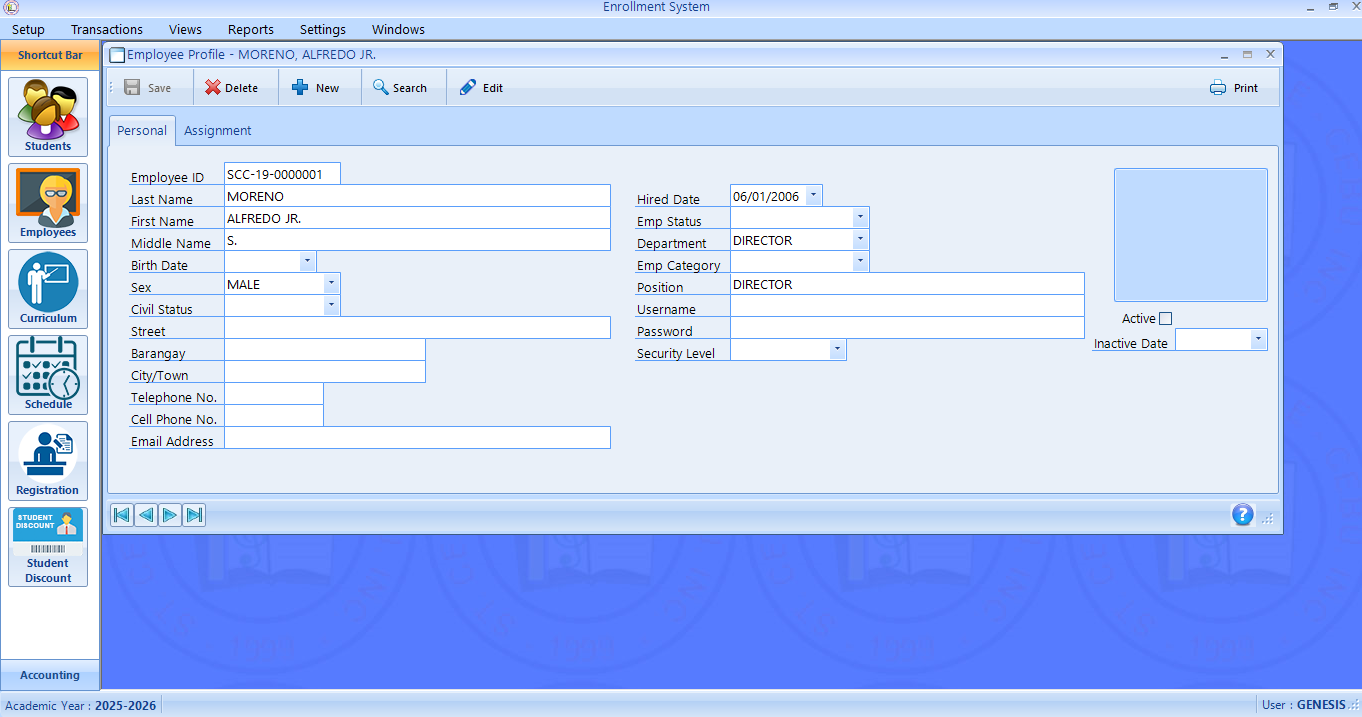 Enrollment System
Setup Transactions Views Reports Settings Windows
Shortcut Bar
Students
Employees
Curriculum
Schedule
Registration
STUDENT
DISCOUNT
Student
Discount
Accounting
Employee Profile - MORENO, ALFREDO JR.
Save Delete New Search Edit Print
Personal Assignment
Employee ID SCC-19-0000001
Last Name MORENO
First Name ALFREDO JR.
Middle Name S.
Birth Date
Sex MALE
Civil Status
Street
Barangay
City/Town
Telephone No.
Cell Phone No.
Email Address
Hired Date 06/01/2006
Emp Status
Department DIRECTOR
Emp Category
Position DIRECTOR
Username
Password
Security Level
Active
Inactive Date
Academic Year : 2025-2026
User : GENESIS